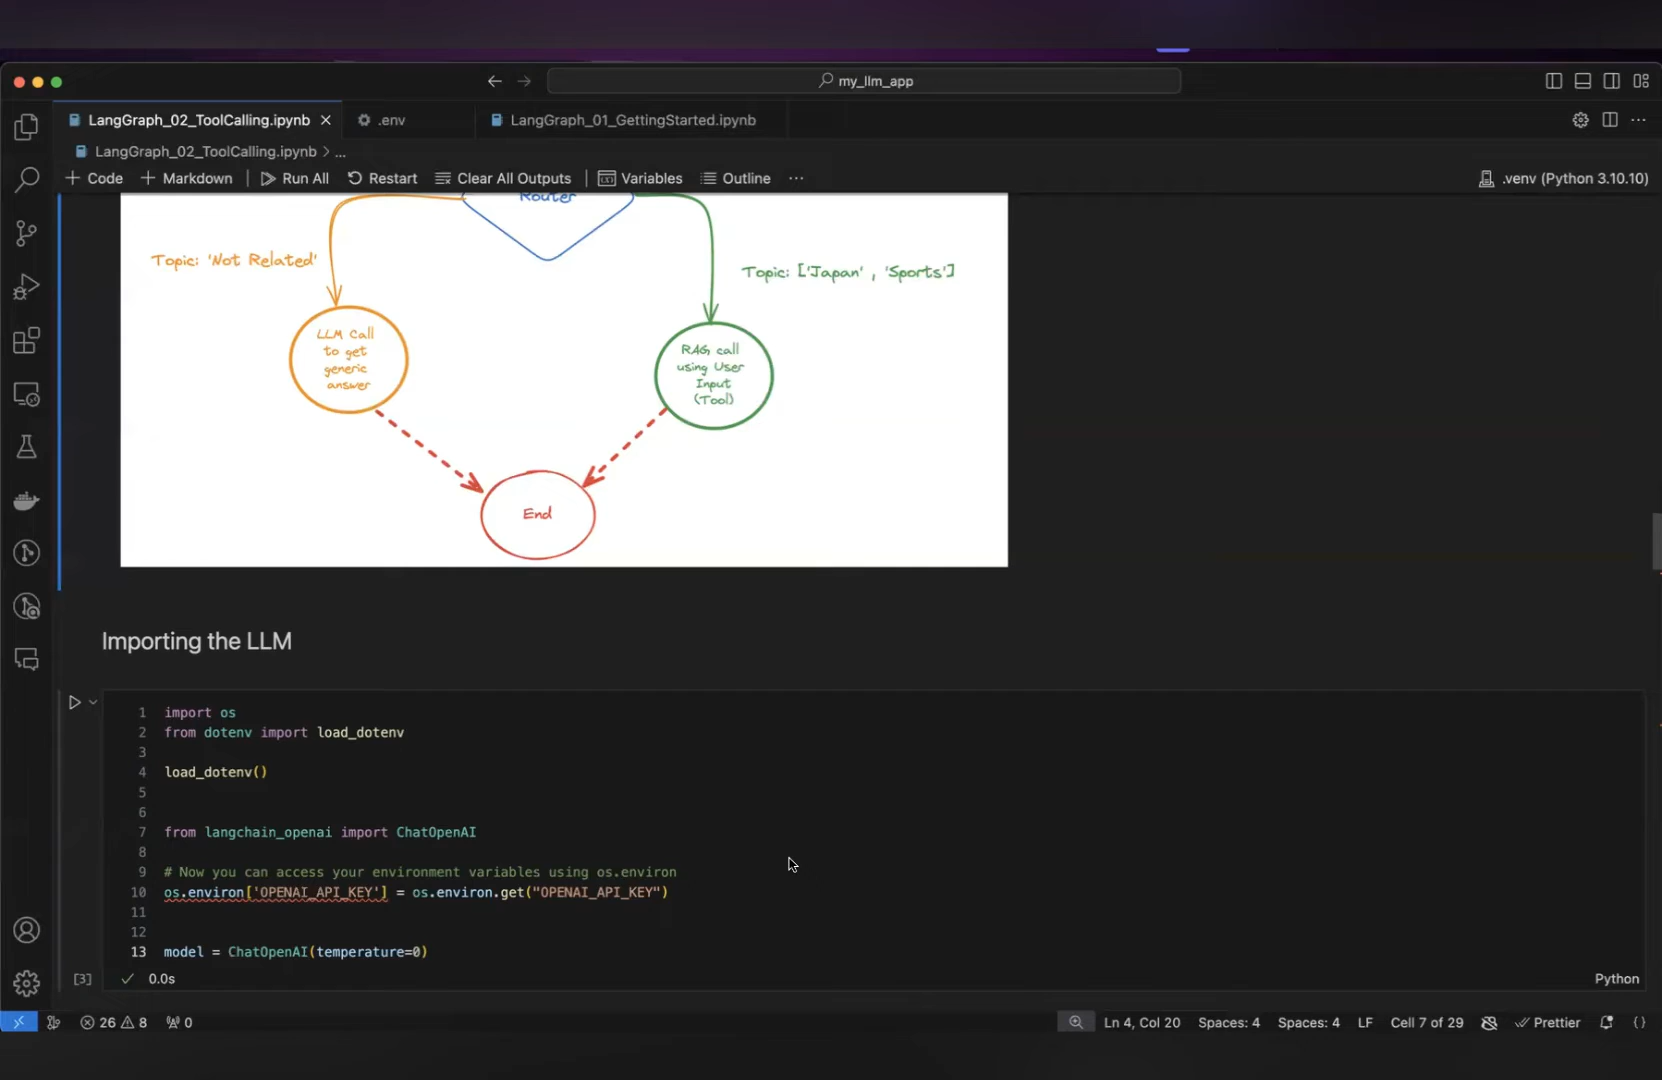 my_llm_app
LangGraph_02_ToolCalling.ipynb
.env
LangGraph_01_GettingStarted.ipynb
LangGraph_02_ToolCalling.ipynb > ...
Code
Markdown
Run All
Restart
Clear All Outputs
Variables
Outline
...
.venv (Python 3.10.10)
Router
Topic: 'Not Related'
Topic: ['Japan' , 'Sports']
LLM Call
to get
generic
answer
RAG call
using User
Input
(Tool)
End
Importing the LLM
1 import os
2 from dotenv import load_dotenv
3
4 load_dotenv()
5
6
7 from langchain_openai import ChatOpenAI
8
9 # Now you can access your environment variables using os.environ
10 os.environ['OPENAI_API_KEY'] = os.environ.get("OPENAI_API_KEY")
11
12
13 model = ChatOpenAI(temperature=0)
[3] 0.0s
Python
26 8 0
Ln 4, Col 20
Spaces: 4
Spaces: 4
LF
Cell 7 of 29
Prettier
{}